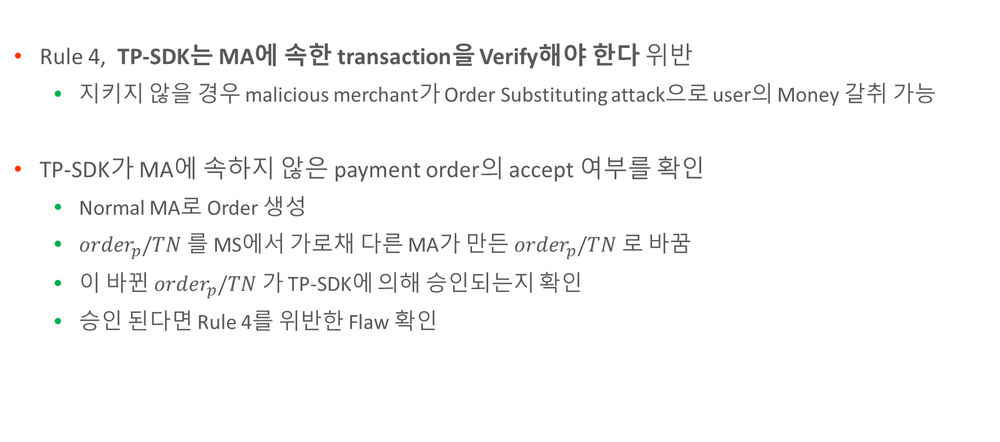 • Rule 4, TP-SDK는 MA에 속한 transaction을 Verify해야 한다 위반
• 지키지 않을 경우 malicious merchant가 Order Substituting attack으로 user의 Money 갈취 가능
• TP-SDK가 MA에 속하지 않은 payment order의 accept 여부를 확인
• Normal MA로 Order 생성
• order_p/TN 를 MS에서 가로채 다른 MA가 만든 order_p/TN 로 바꿈
• 이 바뀐 order_p/TN 가 TP-SDK에 의해 승인되는지 확인
• 승인 된다면 Rule 4를 위반한 Flaw 확인